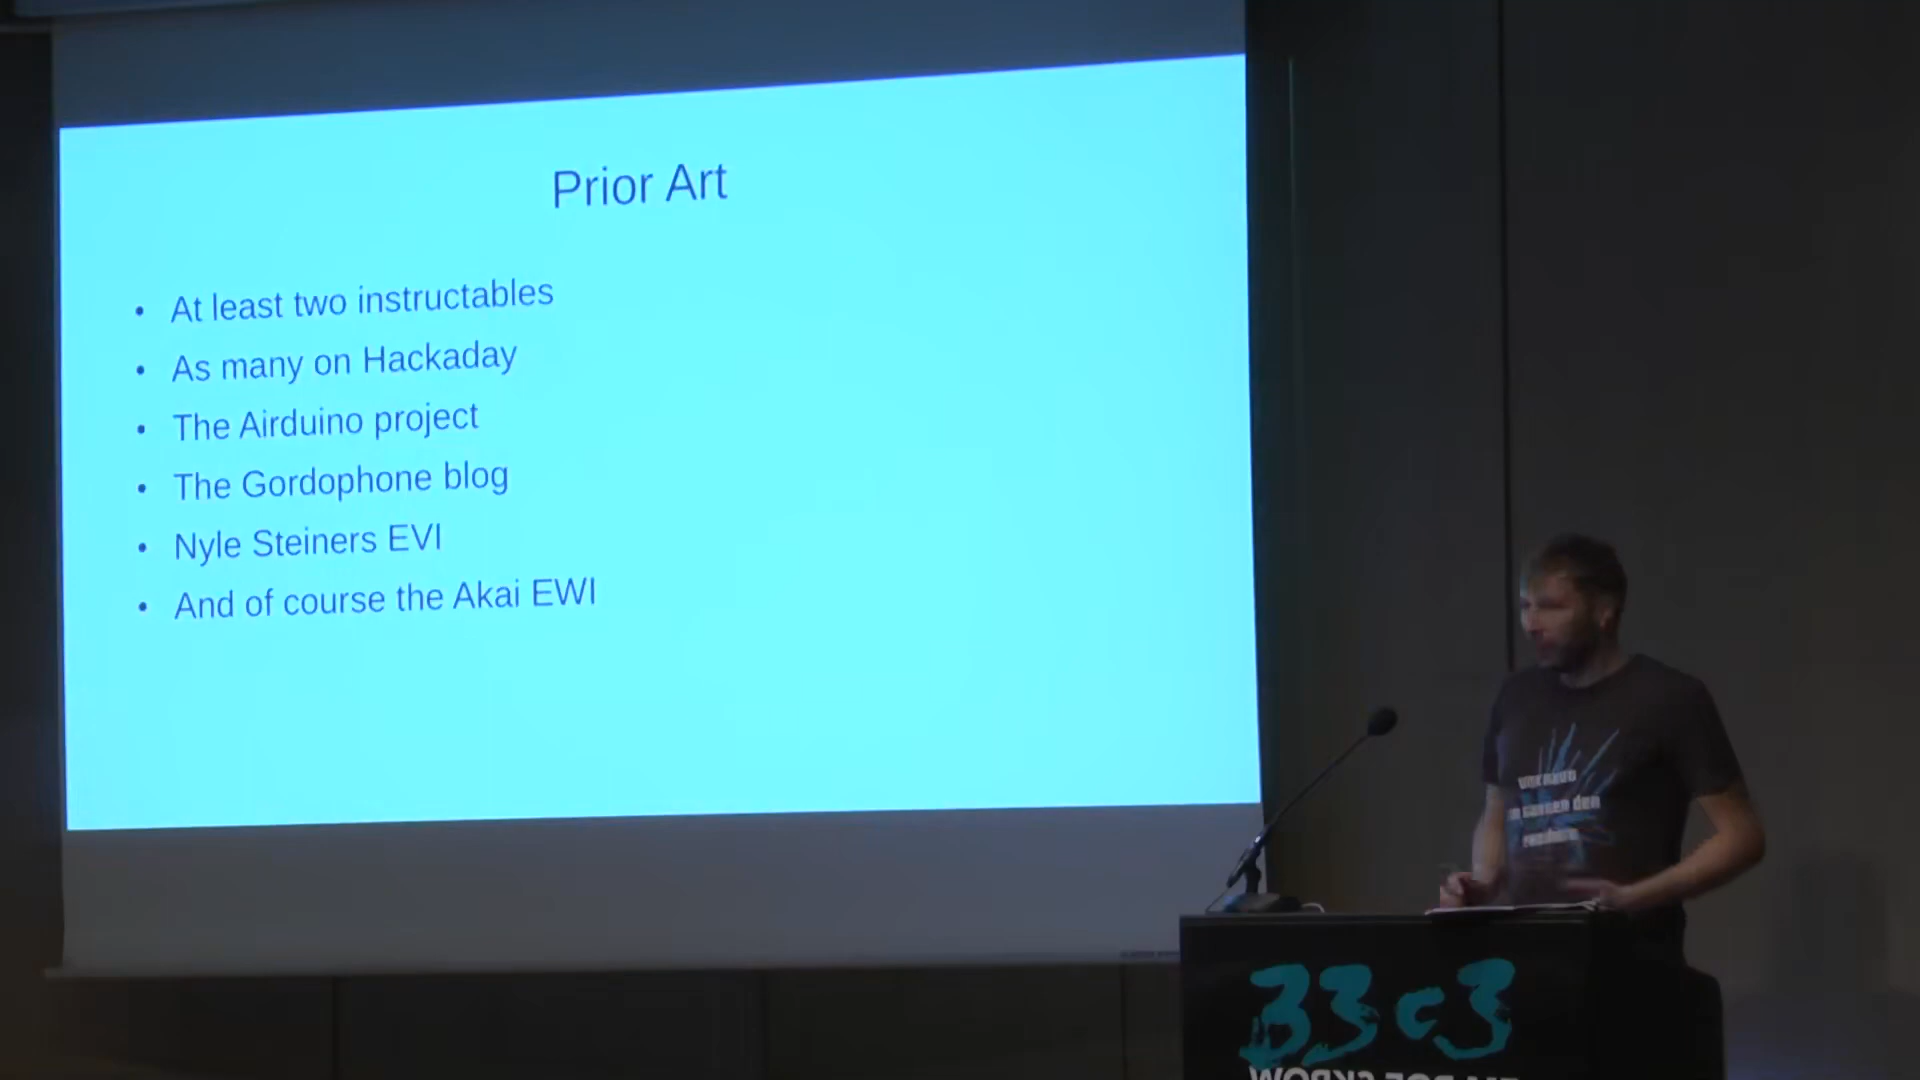 Prior Art
• At least two instructables
• As many on Hackaday
• The Airduino project
• The Gordophone blog
• Nyle Steiners EVI
• And of course the Akai EWI
33c3